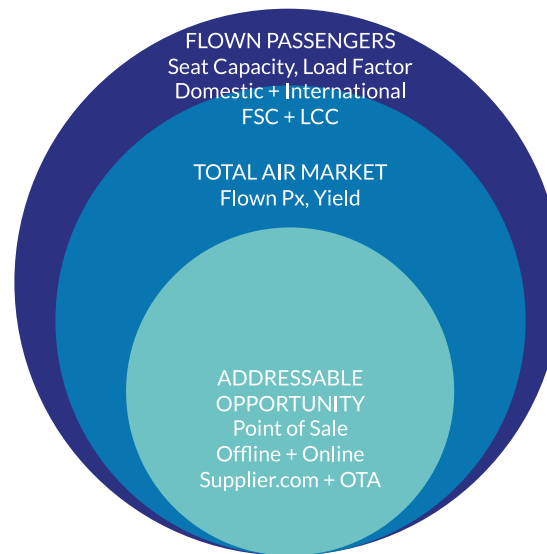 FLOWN PASSENGERS
Seat Capacity, Load Factor
Domestic + International
FSC + LCC
TOTAL AIR MARKET
Flown Px, Yield
ADDRESSABLE
OPPORTUNITY
Point of Sale
Offline + Online
Supplier.com + OTA